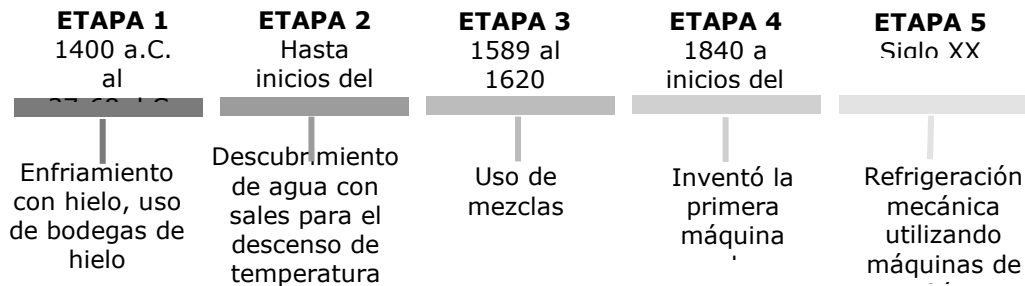 ETAPA 1
1400 a.C.
al
ETAPA 2
Hasta
inicios del
ETAPA 3
1589 al
1620
ETAPA 4
1840 a
inicios del
ETAPA 5
Siglo XX
Enfriamiento
con hielo, uso
de bodegas de
hielo
Descubrimiento
de agua con
sales para el
descenso de
temperatura
Uso de
mezclas
Inventó la
primera
máquina
Refrigeración
mecánica
utilizando
máquinas de